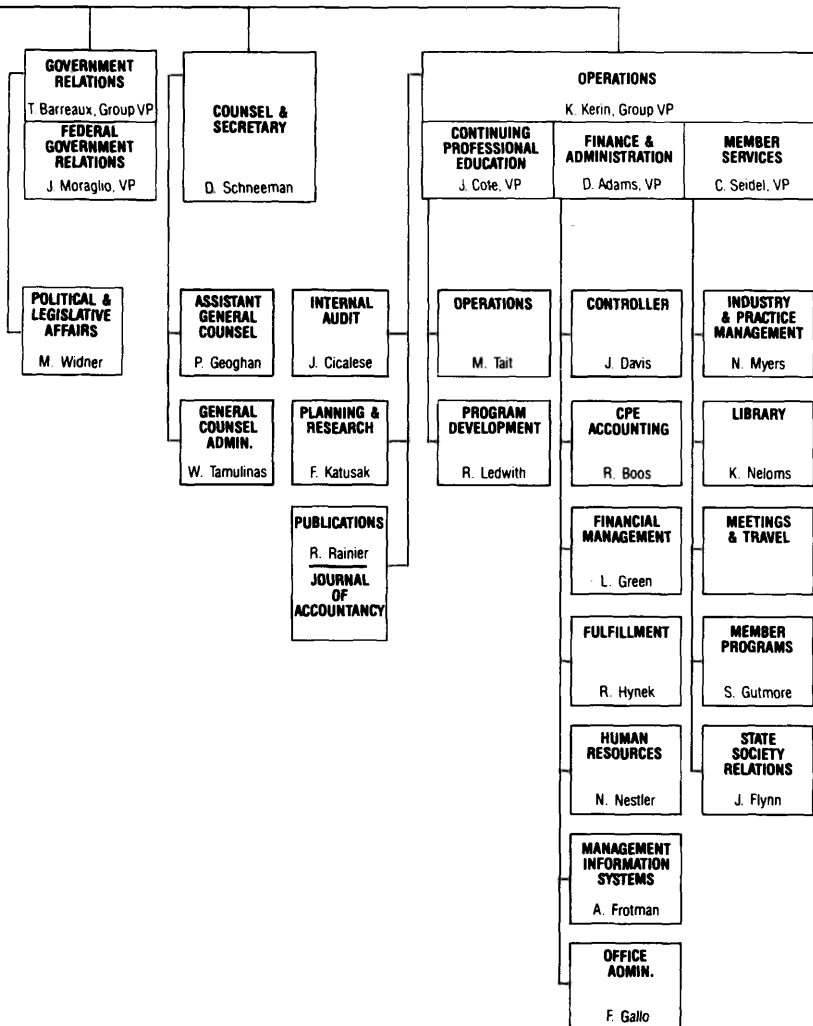 GOVERNMENT
RELATIONS
T. Barreaux, Group VP
FEDERAL
GOVERNMENT
RELATIONS
J. Moraglio, VP
COUNSEL &
SECRETARY
D. Schneeman
OPERATIONS
K. Kerin, Group VP
CONTINUING
PROFESSIONAL
EDUCATION
J. Cote, VP
FINANCE &
ADMINISTRATION
D. Adams, VP
MEMBER
SERVICES
C. Seidel, VP
POLITICAL &
LEGISLATIVE
AFFAIRS
M. Widner
ASSISTANT
GENERAL
COUNSEL
P. Geoghan
INTERNAL
AUDIT
J. Cicalese
OPERATIONS
M. Tait
CONTROLLER
J. Davis
INDUSTRY
& PRACTICE
MANAGEMENT
N. Myers
GENERAL
COUNSEL
ADMIN.
W. Tamulinas
PLANNING &
RESEARCH
F. Katusak
PROGRAM
DEVELOPMENT
R. Ledwith
CPE
ACCOUNTING
R. Boos
LIBRARY
K. Neloms
PUBLICATIONS
R. Rainier
JOURNAL
OF
ACCOUNTANCY
FINANCIAL
MANAGEMENT
L. Green
MEETINGS
& TRAVEL
FULFILLMENT
R. Hynek
MEMBER
PROGRAMS
S. Gutmore
HUMAN
RESOURCES
N. Nestler
STATE
SOCIETY
RELATIONS
J. Flynn
MANAGEMENT
INFORMATION
SYSTEMS
A. Frotman
OFFICE
ADMIN.
F. Gallo